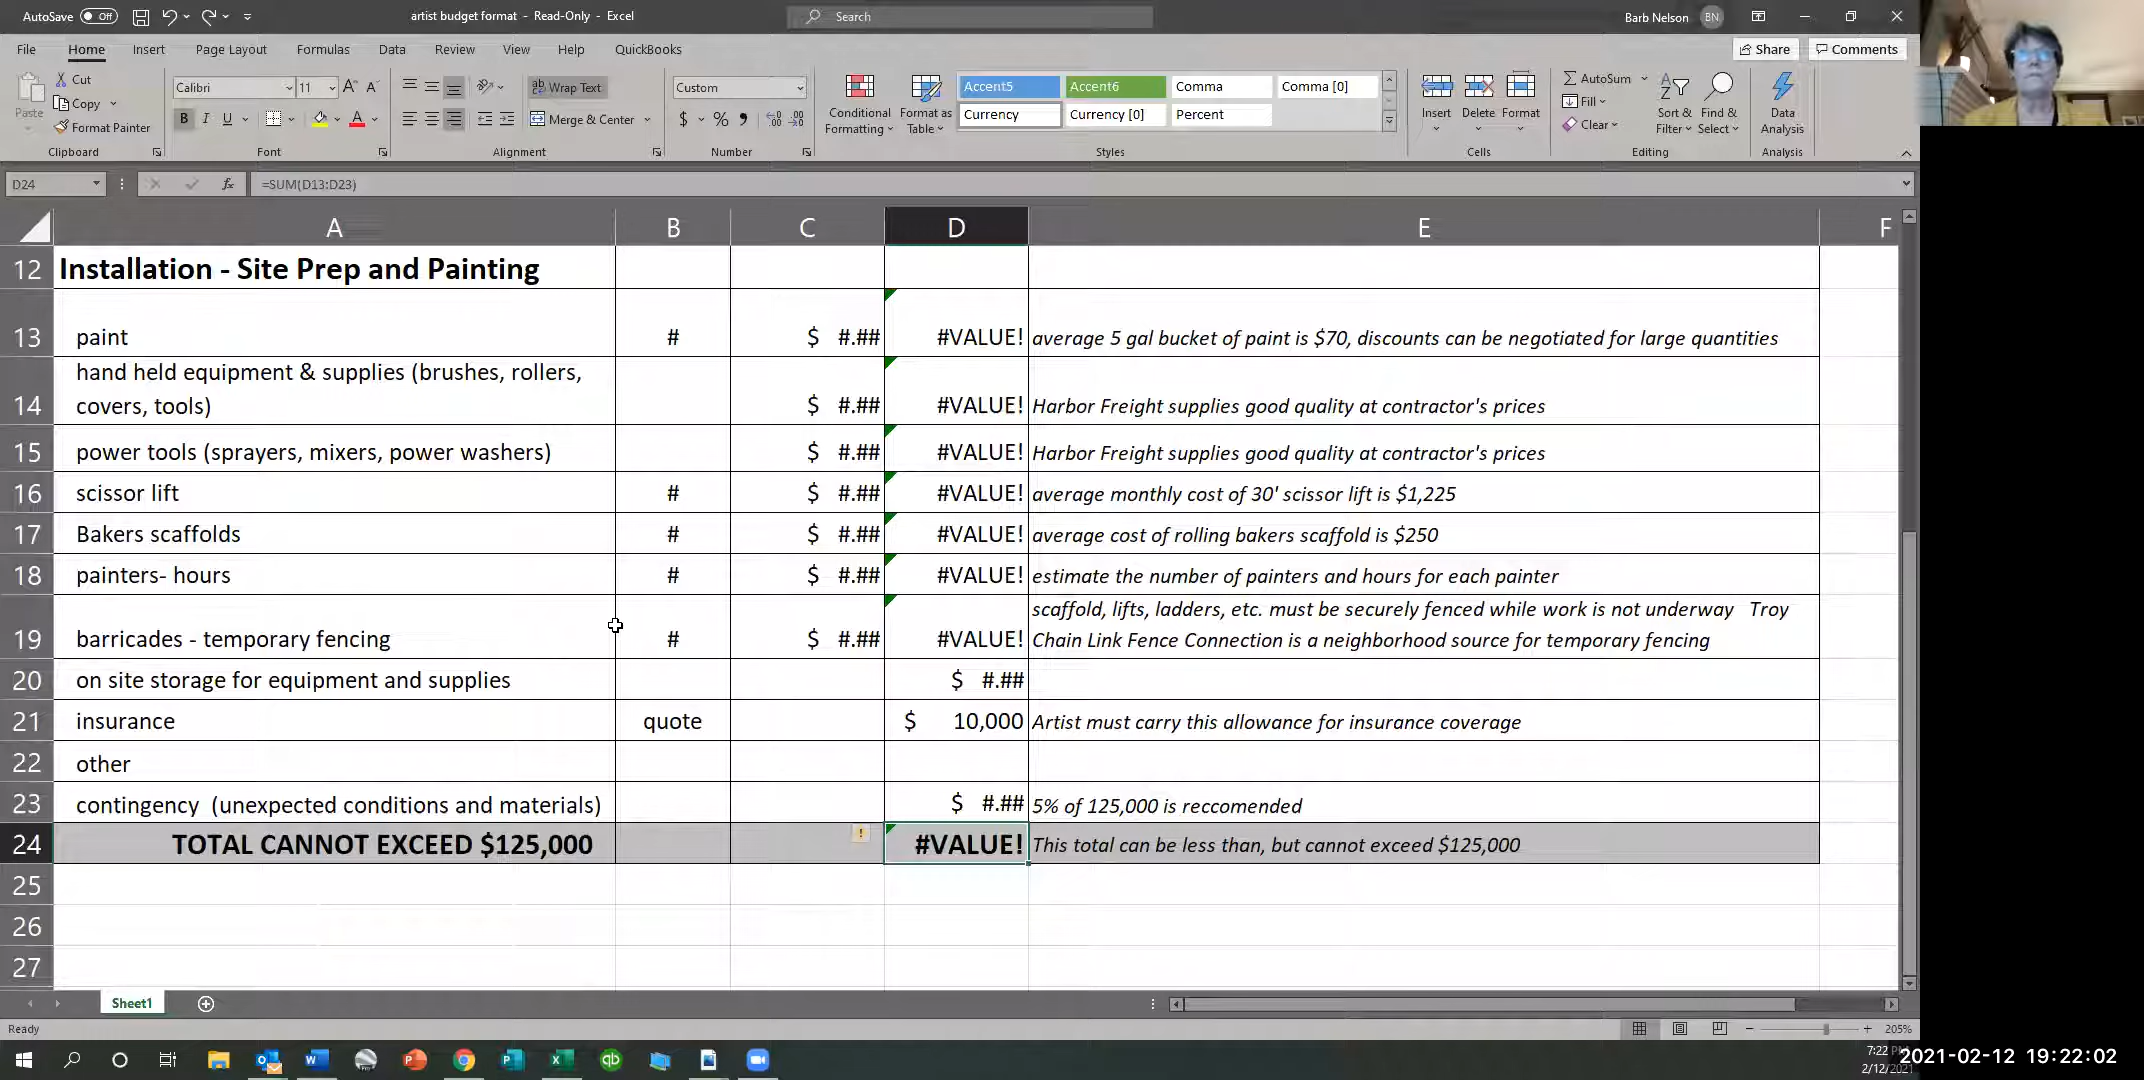 AutoSave Off artist budget format - Read-Only - Excel Search Barb Nelson BN
File Home Insert Page Layout Formulas Data Review View Help QuickBooks Share Comments
Paste Cut Copy Format Painter Clipboard
Calibri 11 B I U A A Font
ab Wrap Text Merge & Center Alignment
Custom $ % Number
Conditional Formatting Format as Table
Accent5 Accent6 Comma Comma [0]
Currency Currency [0] Percent
Styles
Insert Delete Format Cells
AutoSum Fill Clear Sort & Filter Find & Select Editing
Data Analysis Analysis
D24 fx =SUM(D13:D23)
A B C D E F
12 Installation - Site Prep and Painting
13 paint # $ #.## #VALUE! average 5 gal bucket of paint is $70, discounts can be negotiated for large quantities
hand held equipment & supplies (brushes, rollers,
14 covers, tools) $ #.## #VALUE! Harbor Freight supplies good quality at contractor's prices
15 power tools (sprayers, mixers, power washers) $ #.## #VALUE! Harbor Freight supplies good quality at contractor's prices
16 scissor lift # $ #.## #VALUE! average monthly cost of 30' scissor lift is $1,225
17 Bakers scaffolds # $ #.## #VALUE! average cost of rolling bakers scaffold is $250
18 painters- hours # $ #.## #VALUE! estimate the number of painters and hours for each painter
scaffold, lifts, ladders, etc. must be securely fenced while work is not underway Troy
19 barricades - temporary fencing # $ #.## #VALUE! Chain Link Fence Connection is a neighborhood source for temporary fencing
20 on site storage for equipment and supplies $ #.##
21 insurance quote $ 10,000 Artist must carry this allowance for insurance coverage
22 other
23 contingency (unexpected conditions and materials) $ #.## 5% of 125,000 is reccomended
24 TOTAL CANNOT EXCEED $125,000 #VALUE! This total can be less than, but cannot exceed $125,000
25
26
27
Sheet1
Ready 205%
7:22
2/12/2021
2021-02-12 19:22:02